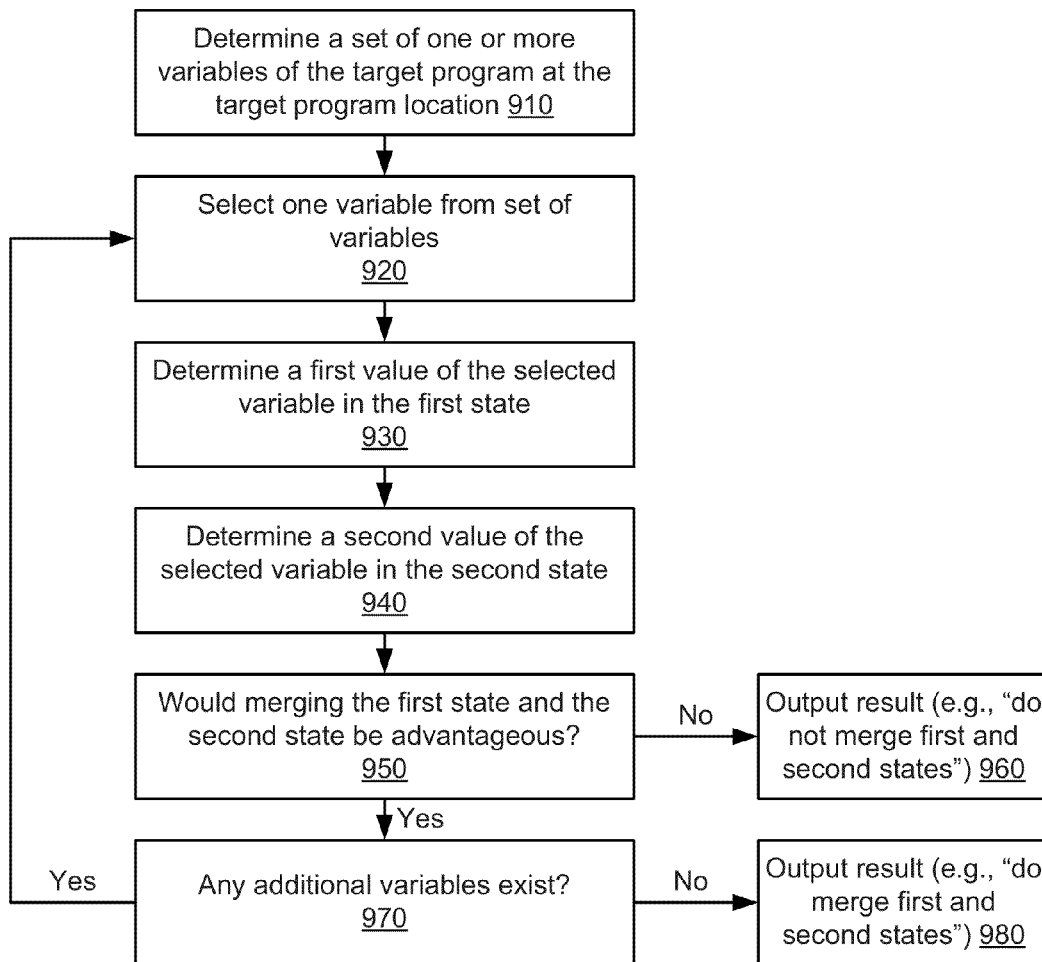 Determine a set of one or more
variables of the target program at the
target program location 910
Select one variable from set of
variables
920
Determine a first value of the selected
variable in the first state
930
Determine a second value of the
selected variable in the second state
940
Would merging the first state and the
second state be advantageous?
950
No
Output result (e.g., “do
not merge first and
second states”) 960
Yes
Any additional variables exist?
970
Yes
No
Output result (e.g., “do
merge first and
second states”) 980